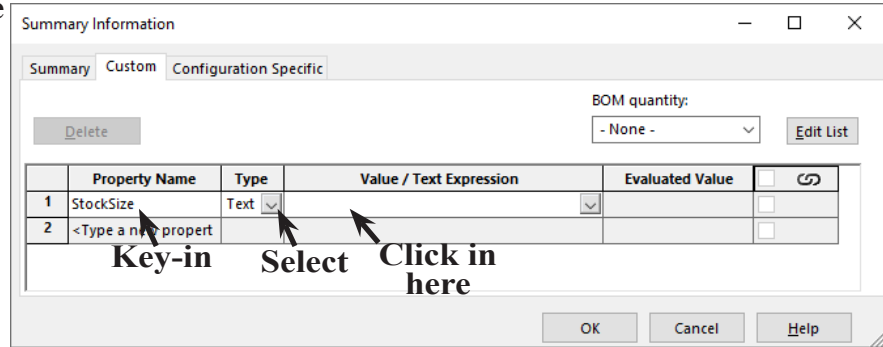 e
Summary Information
Summary Custom Configuration Specific
BOM quantity:
Delete - None - Edit List
Property Name Type Value / Text Expression Evaluated Value
1 StockSize Text
2 <Type a new propert
Key-in Select Click in
here
OK Cancel Help